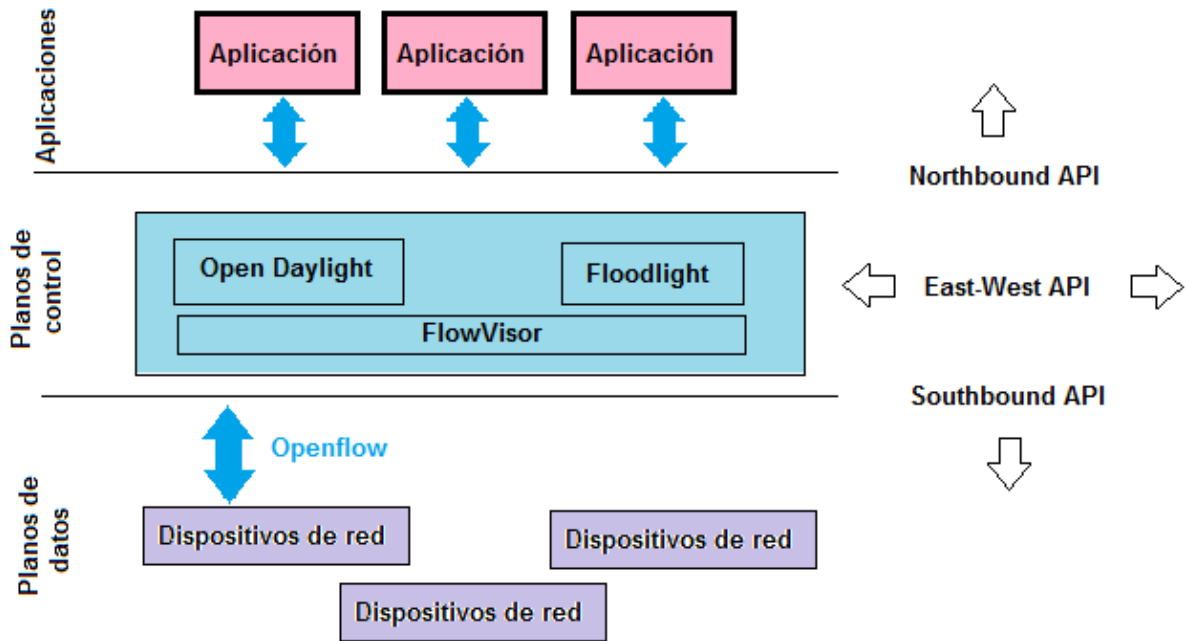 Aplicaciones
Aplicación
Aplicación
Aplicación
Northbound API
Planos de
control
Open Daylight
Floodlight
FlowVisor
East-West API
Southbound API
Openflow
Planos de
datos
Dispositivos de red
Dispositivos de red
Dispositivos de red